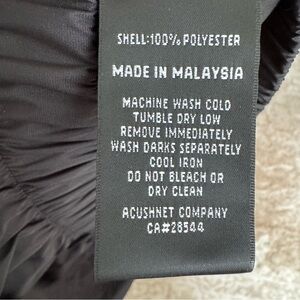 SHELL:100% POLYESTER
MADE IN MALAYSIA
MACHINE WASH COLD
TUMBLE DRY LOW
REMOVE IMMEDIATELY
WASH DARKS SEPARATELY
COOL IRON
DO NOT BLEACH OR
DRY CLEAN
ACUSHNET COMPANY
CA#28544